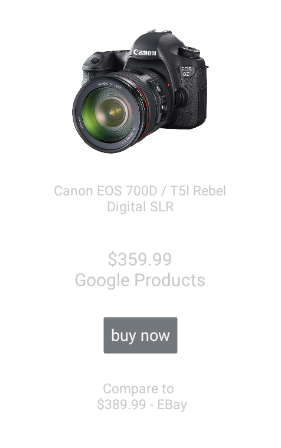 Canon
EOS
6D
Canon EOS 700D / T5I Rebel
Digital SLR
$359.99
Google Products
buy now
Compare to
$389.99 - EBay